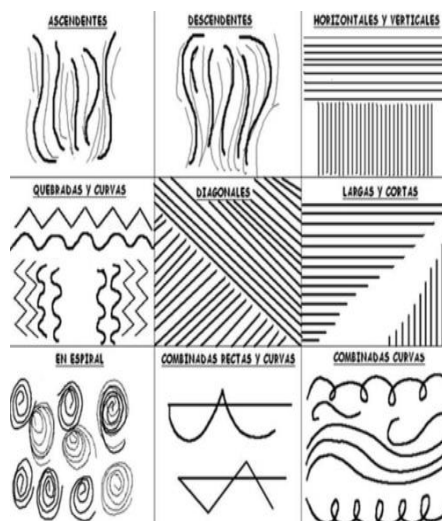 ASCENDENTES
DESCENDENTES
HORIZONTALES Y VERTICALES
QUEBRADAS Y CURVAS
DIAGONALES
LARGAS Y CORTAS
EN ESPIRAL
COMBINADAS RECTAS Y CURVAS
COMBINADAS CURVAS